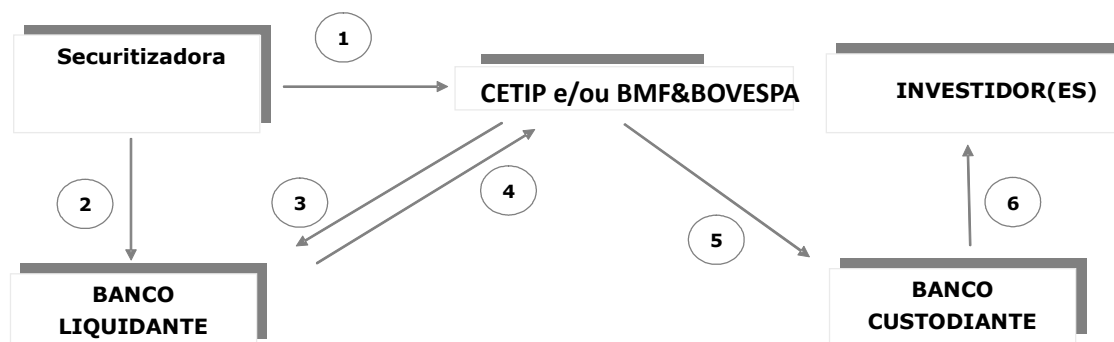 Securitizadora
1
CETIP e/ou BMF&BOVESPA
INVESTIDOR(ES)
2
3
4
5
6
BANCO
LIQUIDANTE
BANCO
CUSTODIANTE